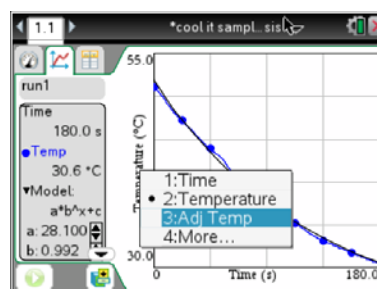 1.1
*cool it sampl...sis
run1
Time
180.0 s
Temp
30.6 °C
▼Model:
a*b^x+c
a: 28.100
b: 0.992
55.0
Temperature (°C)
30.0
0
Time (s)
180.0
1:Time
• 2:Temperature
3:Adj Temp
4:More...